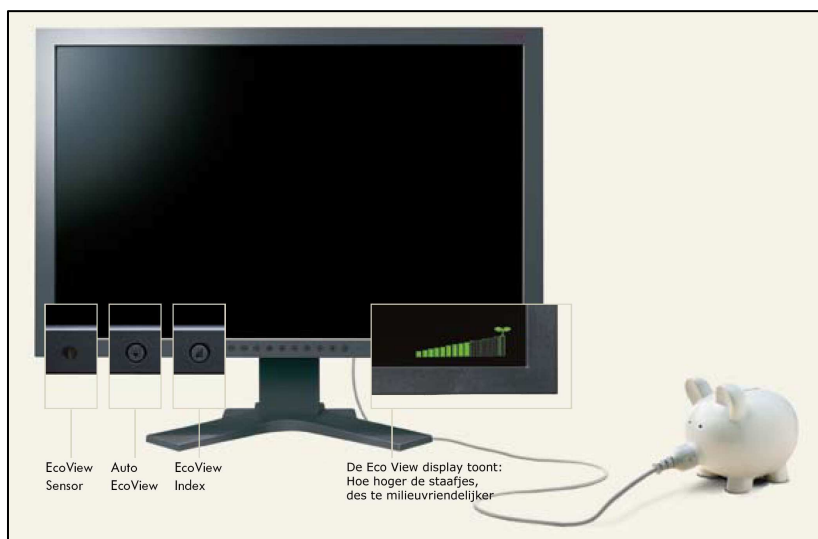 EcoView
Sensor
Auto
EcoView
EcoView
Index
De Eco View display toont:
Hoe hoger de staafjes,
des te milieuvriendelijker